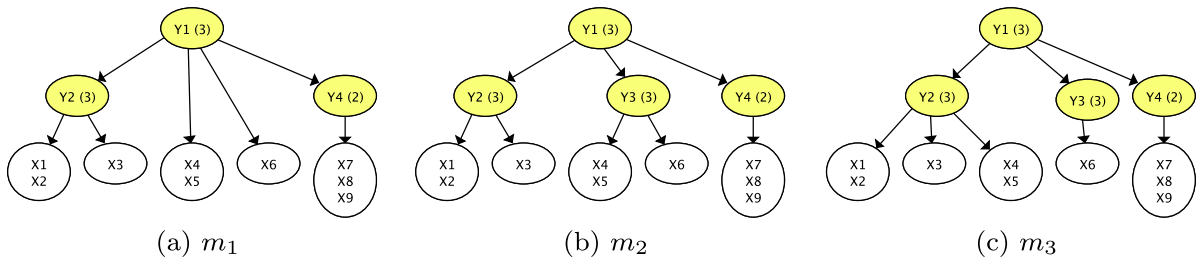 Y1 (3)
Y2 (3)
Y4 (2)
X1
X2
X3
X4
X5
X6
X7
X8
X9
(a) m1
Y1 (3)
Y2 (3)
Y3 (3)
Y4 (2)
X1
X2
X3
X4
X5
X6
X7
X8
X9
(b) m2
Y1 (3)
Y2 (3)
Y3 (3)
Y4 (2)
X1
X2
X3
X4
X5
X6
X7
X8
X9
(c) m3